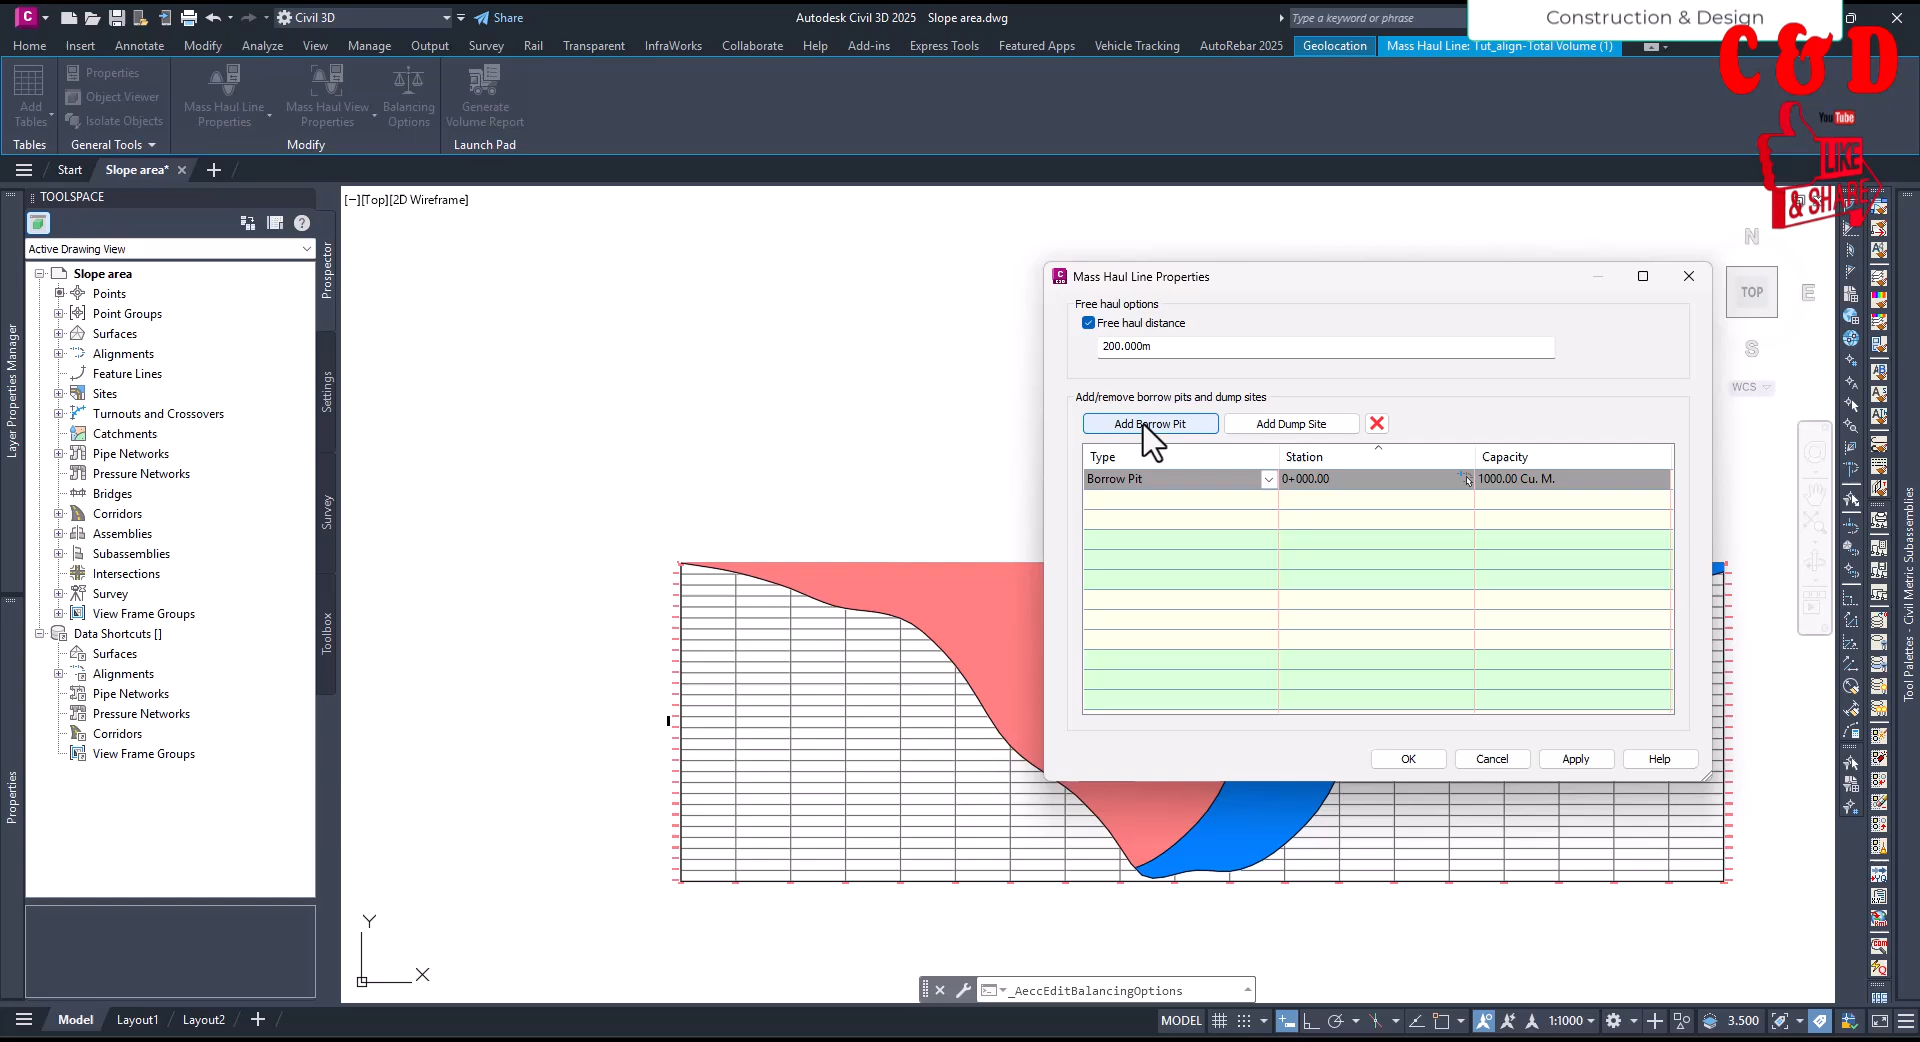 Civil 3D
Share
Autodesk Civil 3D 2025 Slope area.dwg
Type a keyword or phrase
Construction & Design
Home Insert Annotate Modify Analyze View Manage Output Survey Rail Transparent InfraWorks Collaborate Help Add-ins Express Tools Featured Apps Vehicle Tracking AutoRebar 2025 Geolocation Mass Haul Line: Tut_align-Total Volume (1)
C & D
Add
Tables
Properties
Object Viewer
Isolate Objects
Mass Haul Line
Properties
Mass Haul View
Properties
Balancing
Options
Generate
Volume Report
Tables General Tools Modify Launch Pad
You Tube
LIKE
& SHARE
Start Slope area*
TOOLSPACE
[−][Top][2D Wireframe]
Active Drawing View
Slope area
Points
Point Groups
Surfaces
Alignments
Feature Lines
Sites
Turnouts and Crossovers
Catchments
Pipe Networks
Pressure Networks
Bridges
Corridors
Assemblies
Subassemblies
Intersections
Survey
View Frame Groups
Data Shortcuts []
Surfaces
Alignments
Pipe Networks
Pressure Networks
Corridors
View Frame Groups
Layer Properties Manager
Properties
Prospector
Settings
Survey
Toolbox
Mass Haul Line Properties
Free haul options
Free haul distance
200.000m
Add/remove borrow pits and dump sites
Add Borrow Pit Add Dump Site
Type Station Capacity
Borrow Pit 0+000.00 1000.00 Cu. M.
OK Cancel Apply Help
N
TOP E
S
WCS
Tool Palettes - Civil Metric Subassemblies
Y
X
_AeccEditBalancingOptions
Model Layout1 Layout2
MODEL
1:1000
3.500